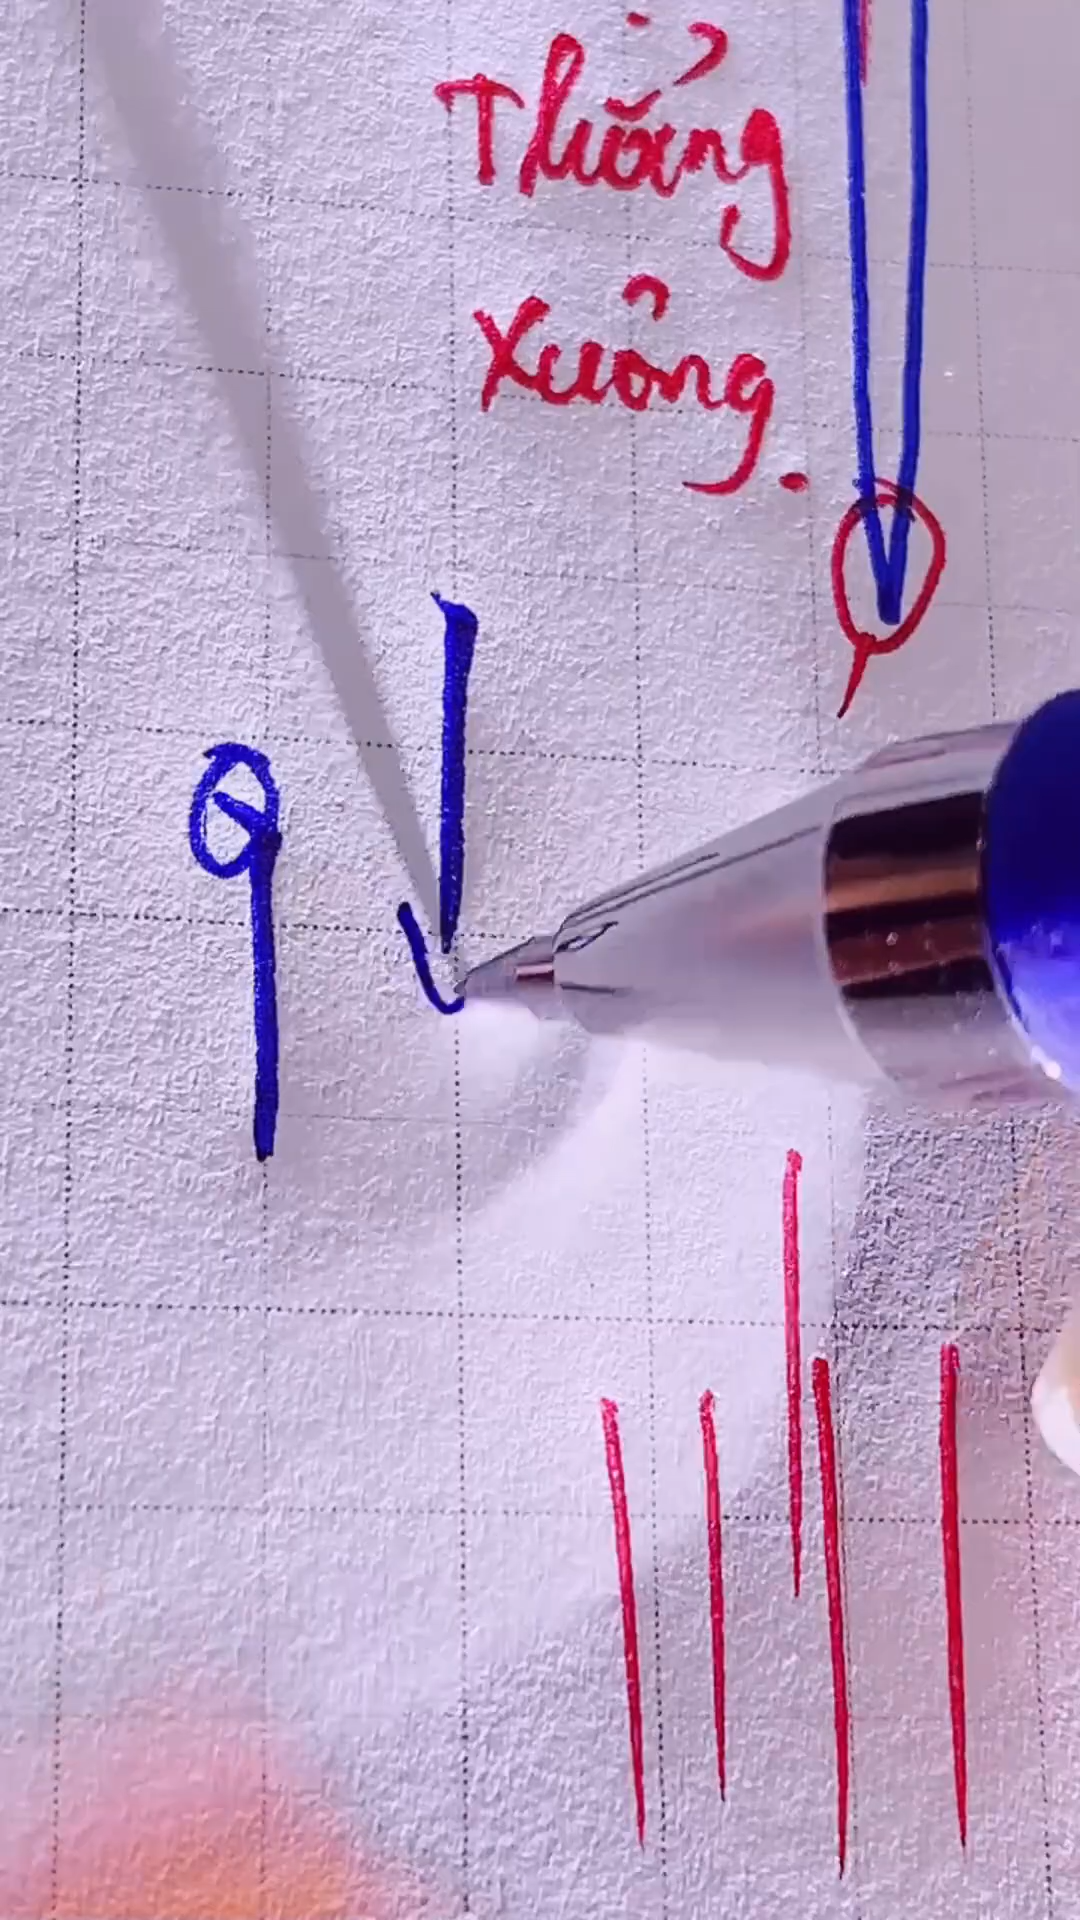 Thẳng
xuống.
q